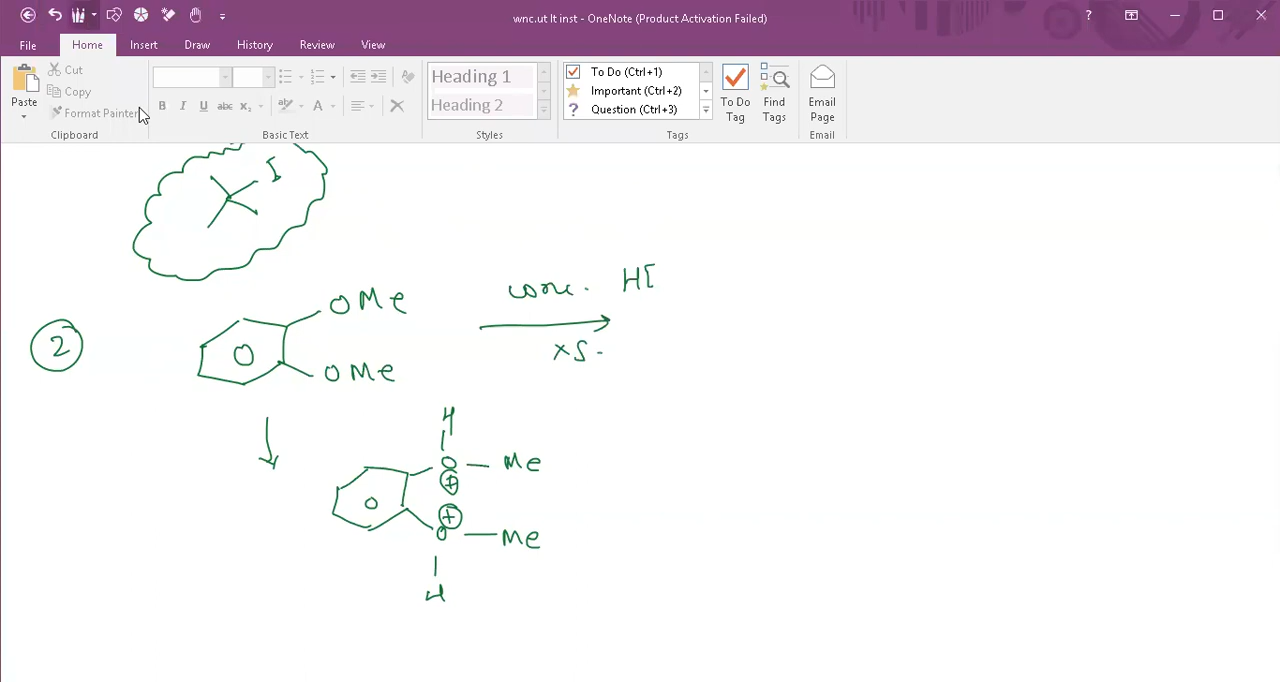 wnc.ut lt inst - OneNote (Product Activation Failed)
?
File Home Insert Draw History Review View
Paste
Cut
Copy
Format Painter
Clipboard
B I U abc x₂ A
Basic Text
Heading 1
Heading 2
Styles
To Do (Ctrl+1)
Important (Ctrl+2)
? Question (Ctrl+3)
Tags
To Do Tag
Find Tags
Email Page
Email
I
2
OMe
OMe
conc. HI
xs.
H
O - Me
+
+
O - Me
H